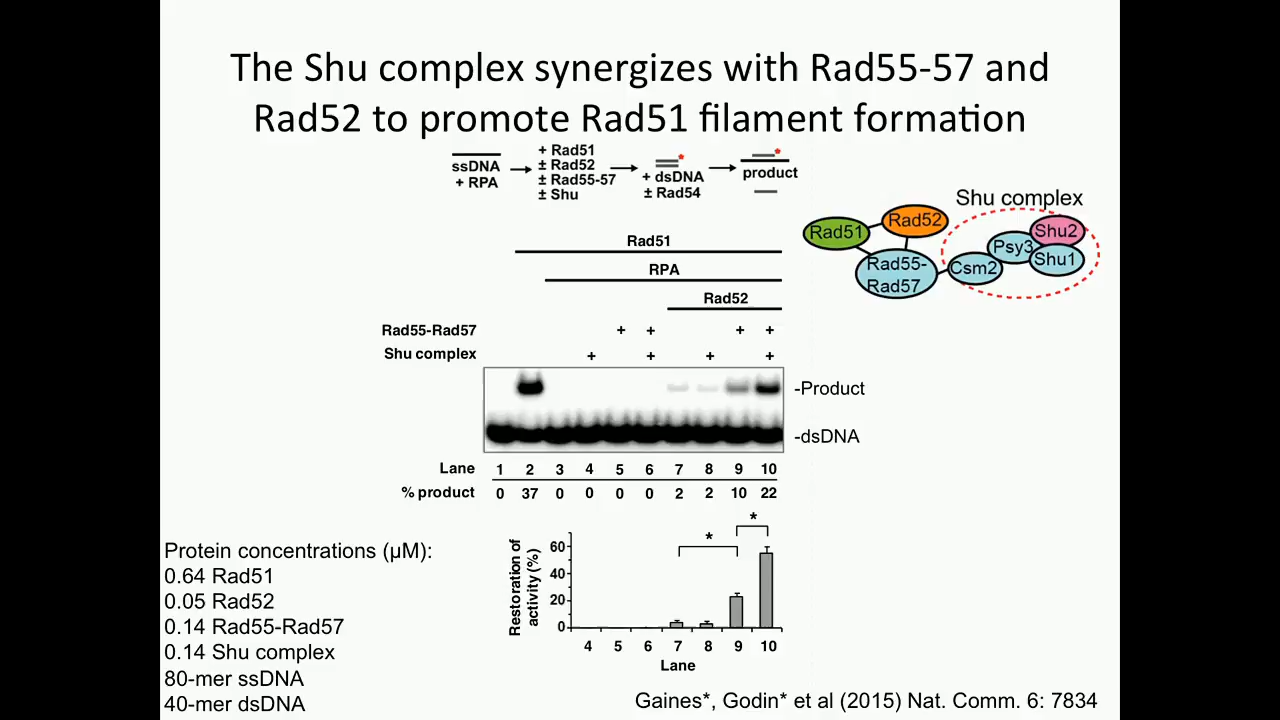 The Shu complex synergizes with Rad55-57 and
Rad52 to promote Rad51 filament formation
ssDNA
+ RPA
+ Rad51
± Rad52
± Rad55-57
± Shu
*
+ dsDNA
± Rad54
*
product
Shu complex
Rad51
Rad52
Rad55-
Rad57
Csm2
Psy3
Shu2
Shu1
Rad51
RPA
Rad52
Rad55-Rad57 + + + +
Shu complex + + + +
-Product
-dsDNA
Lane 1 2 3 4 5 6 7 8 9 10
% product 0 37 0 0 0 0 2 2 10 22
Restoration of
activity (%)
60
40
20
0
*
*
4 5 6 7 8 9 10
Lane
Protein concentrations (µM):
0.64 Rad51
0.05 Rad52
0.14 Rad55-Rad57
0.14 Shu complex
80-mer ssDNA
40-mer dsDNA
Gaines*, Godin* et al (2015) Nat. Comm. 6: 7834